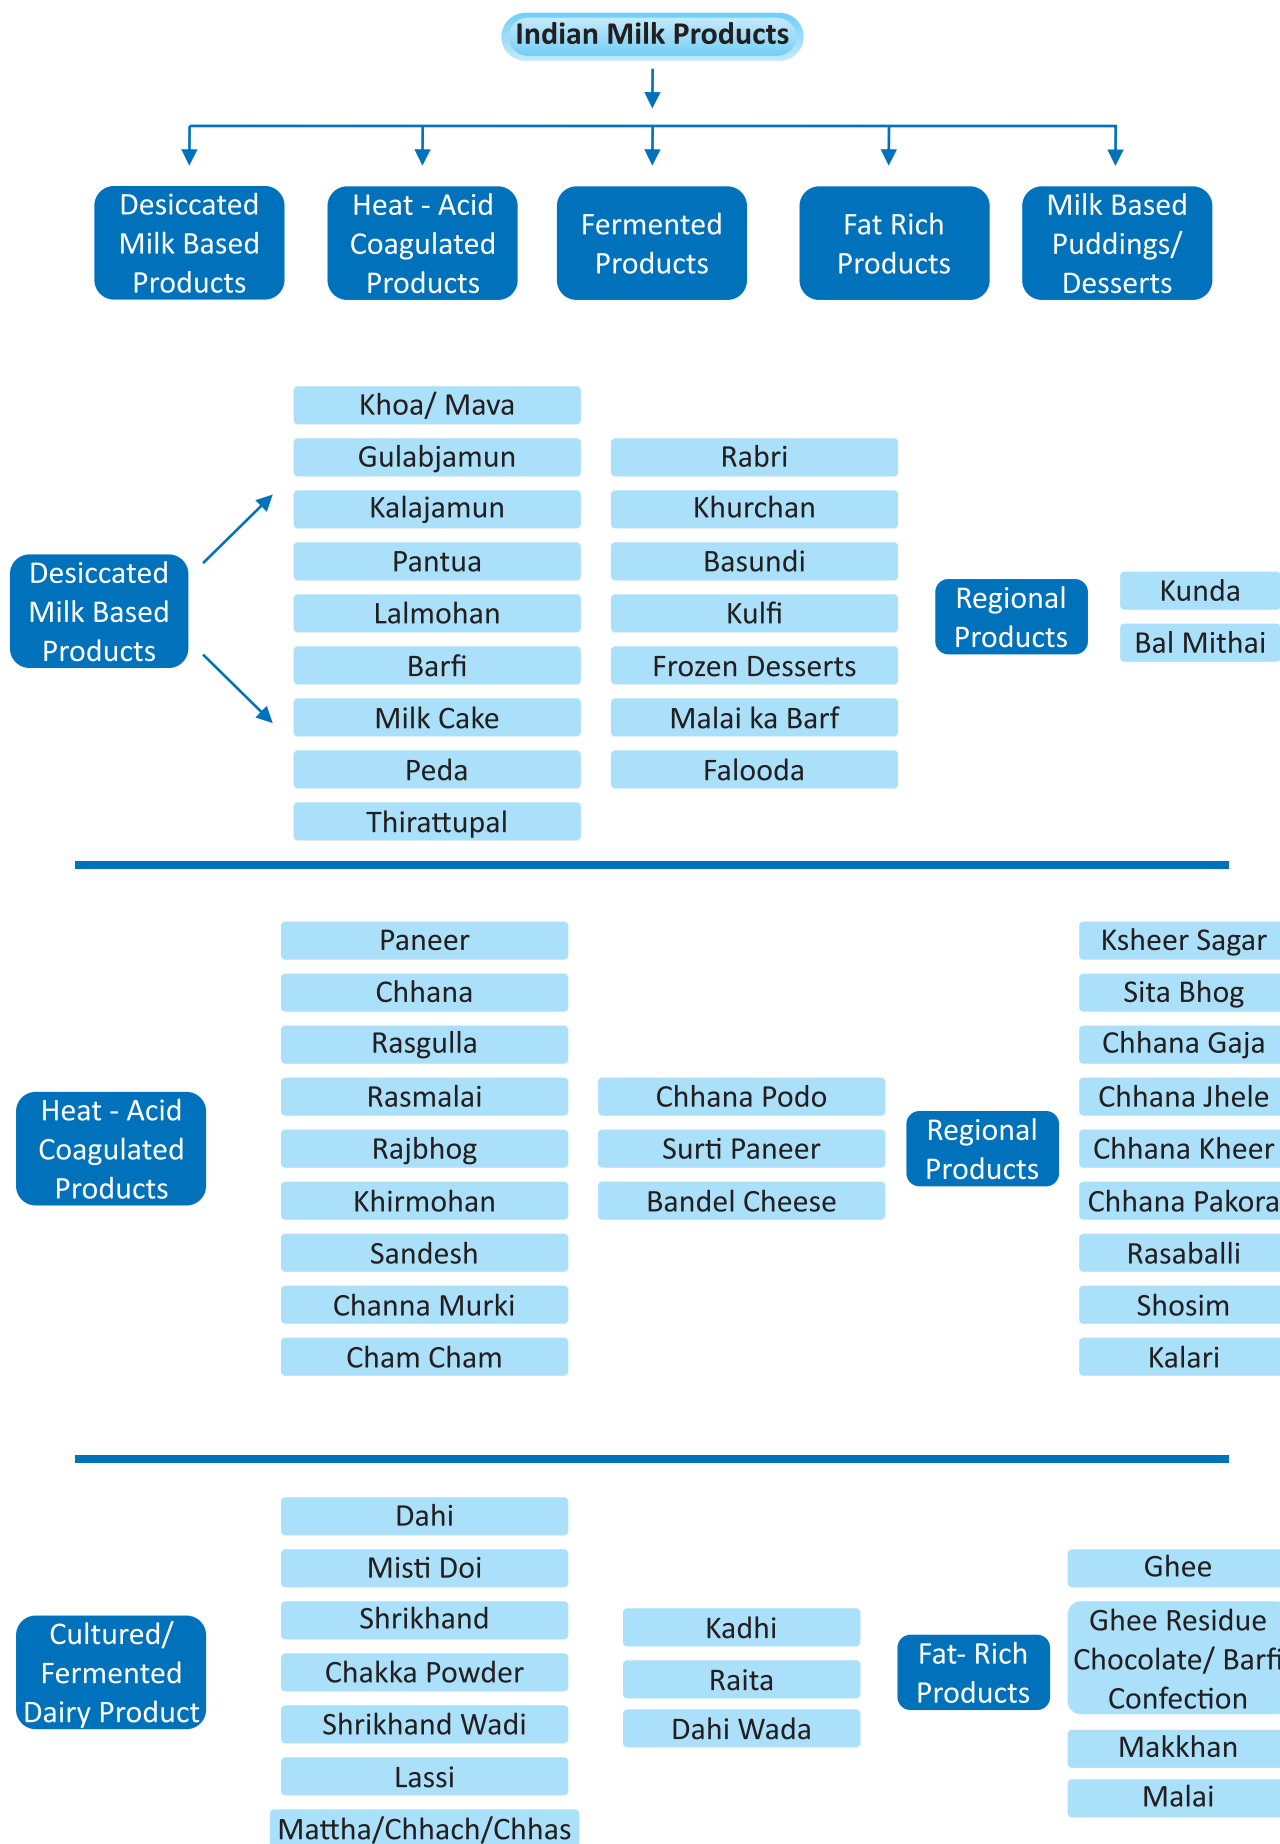 Indian Milk Products
Desiccated
Milk Based
Products
Heat - Acid
Coagulated
Products
Fermented
Products
Fat Rich
Products
Milk Based
Puddings/
Desserts
Desiccated
Milk Based
Products
Khoa/ Mava
Gulabjamun
Kalajamun
Pantua
Lalmohan
Barfi
Milk Cake
Peda
Thirattupal
Rabri
Khurchan
Basundi
Kulfi
Frozen Desserts
Malai ka Barf
Falooda
Regional
Products
Kunda
Bal Mithai
Heat - Acid
Coagulated
Products
Paneer
Chhana
Rasgulla
Rasmalai
Rajbhog
Khirmohan
Sandesh
Channa Murki
Cham Cham
Chhana Podo
Surti Paneer
Bandel Cheese
Regional
Products
Ksheer Sagar
Sita Bhog
Chhana Gaja
Chhana Jhele
Chhana Kheer
Chhana Pakora
Rasaballi
Shosim
Kalari
Cultured/
Fermented
Dairy Product
Dahi
Misti Doi
Shrikhand
Chakka Powder
Shrikhand Wadi
Lassi
Mattha/Chhach/Chhas
Kadhi
Raita
Dahi Wada
Fat- Rich
Products
Ghee
Ghee Residue
Chocolate/ Barfi
Confection
Makkhan
Malai